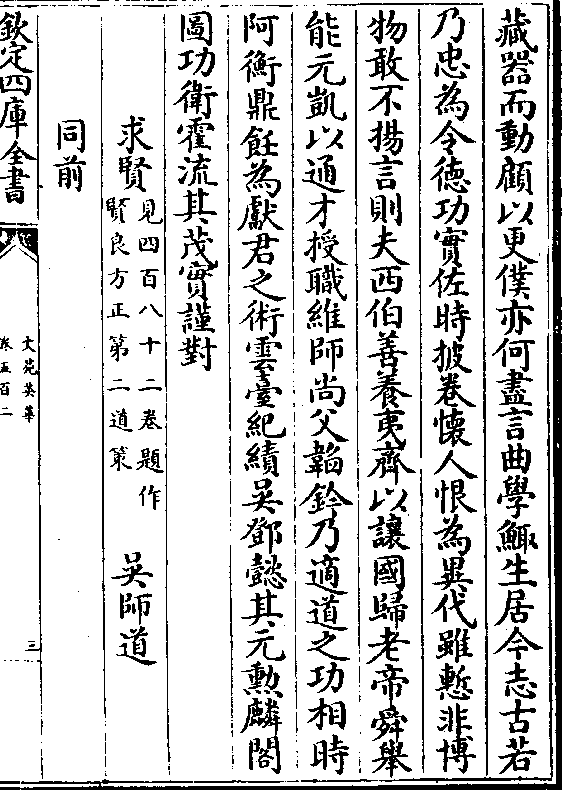 藏器而動顧以更僕亦何盡言曲學鯫生居今志古若
乃忠為令德功實佐時披卷懷人恨為異代雖慙非博
物敢不揚言則夫西伯善養夷齊以讓國歸老帝舜舉
能元凱以通才授職維師尚父韜鈐乃適道之功相時
阿衡鼎飪為獻君之術雲臺紀績吳鄧懿其元勲麟閣
圖功衛霍流其茂實謹對
求賢見四百八十二卷題作
賢良方正第二道策
吳師道
同前
欽定四庫全書
文苑英華
卷五百二
三